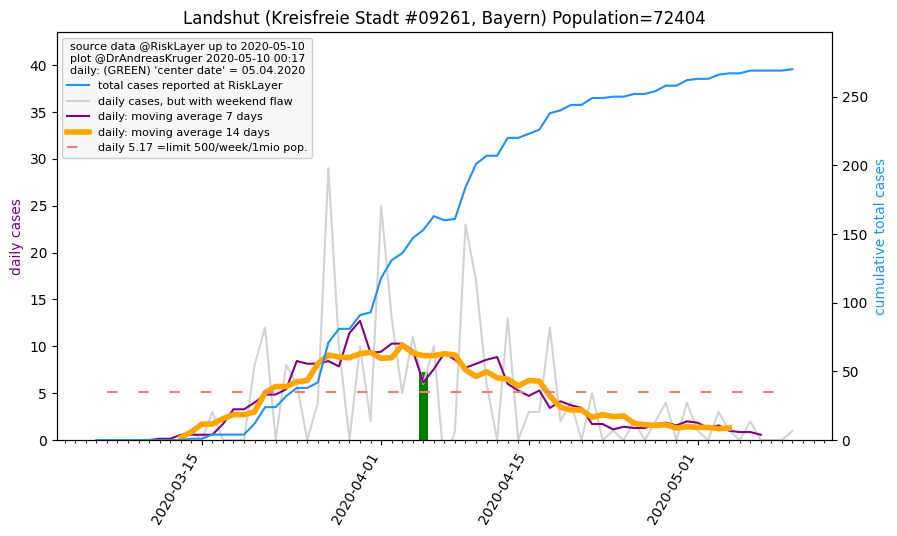 Landshut (Kreisfreie Stadt #09261, Bayern) Population=72404
source data @RiskLayer up to 2020-05-10
plot @DrAndreasKruger 2020-05-10 00:17
daily: (GREEN) 'center date' = 05.04.2020
total cases reported at RiskLayer
daily cases, but with weekend flaw
daily: moving average 7 days
daily: moving average 14 days
daily 5.17 =limit 500/week/1mio pop.
daily cases
40
35
30
25
20
15
10
5
0
250
200
150
100
50
0
cumulative total cases
2020-03-15
2020-04-01
2020-04-15
2020-05-01